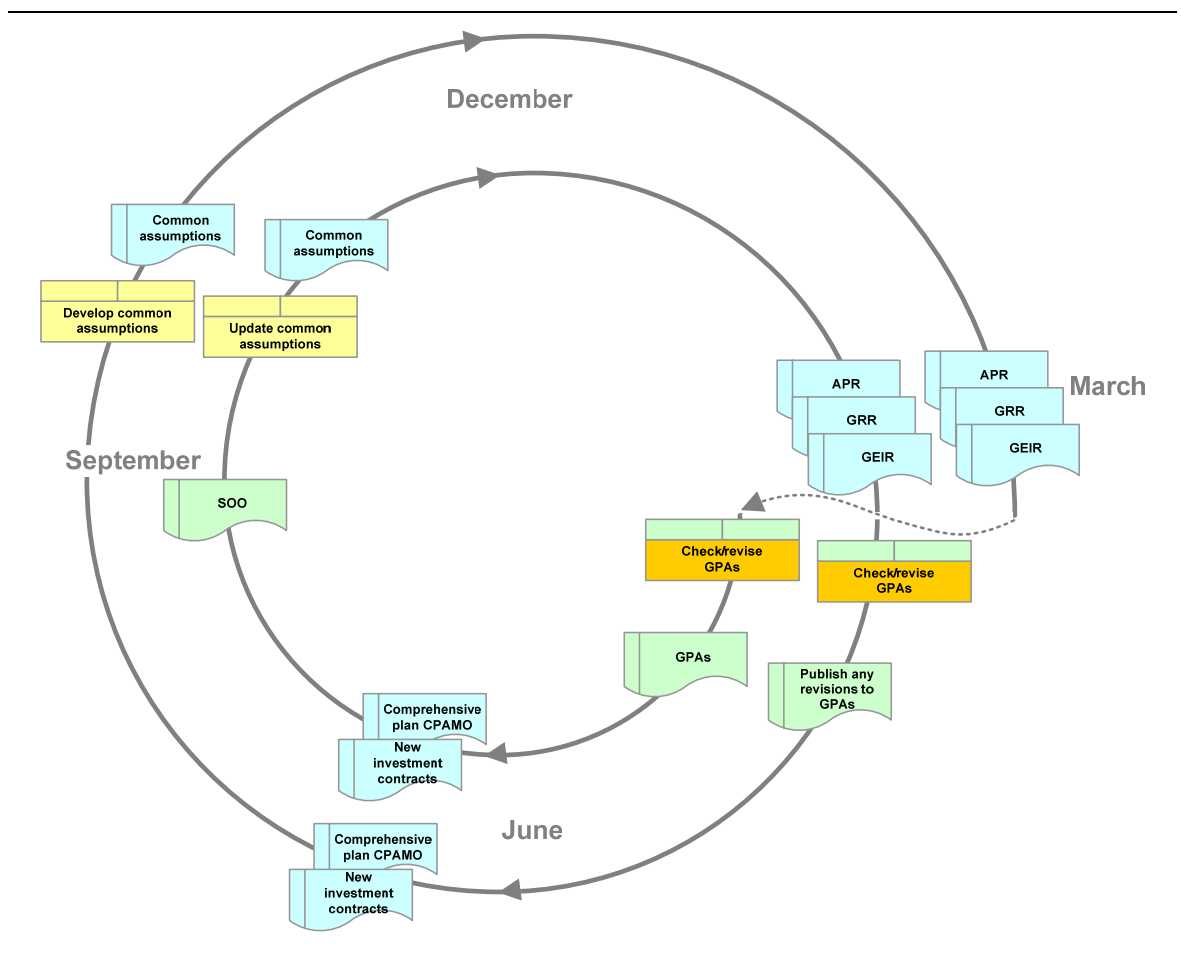 December
Common
assumptions
Common
assumptions
Develop common
assumptions
Update common
assumptions
APR
GRR
GEIR
APR
GRR
GEIR
March
September
SOO
Check/revise
GPAs
Check/revise
GPAs
GPAs
Publish any
revisions to
GPAs
Comprehensive
plan CPAMO
New
investment
contracts
June
Comprehensive
plan CPAMO
New
investment
contracts